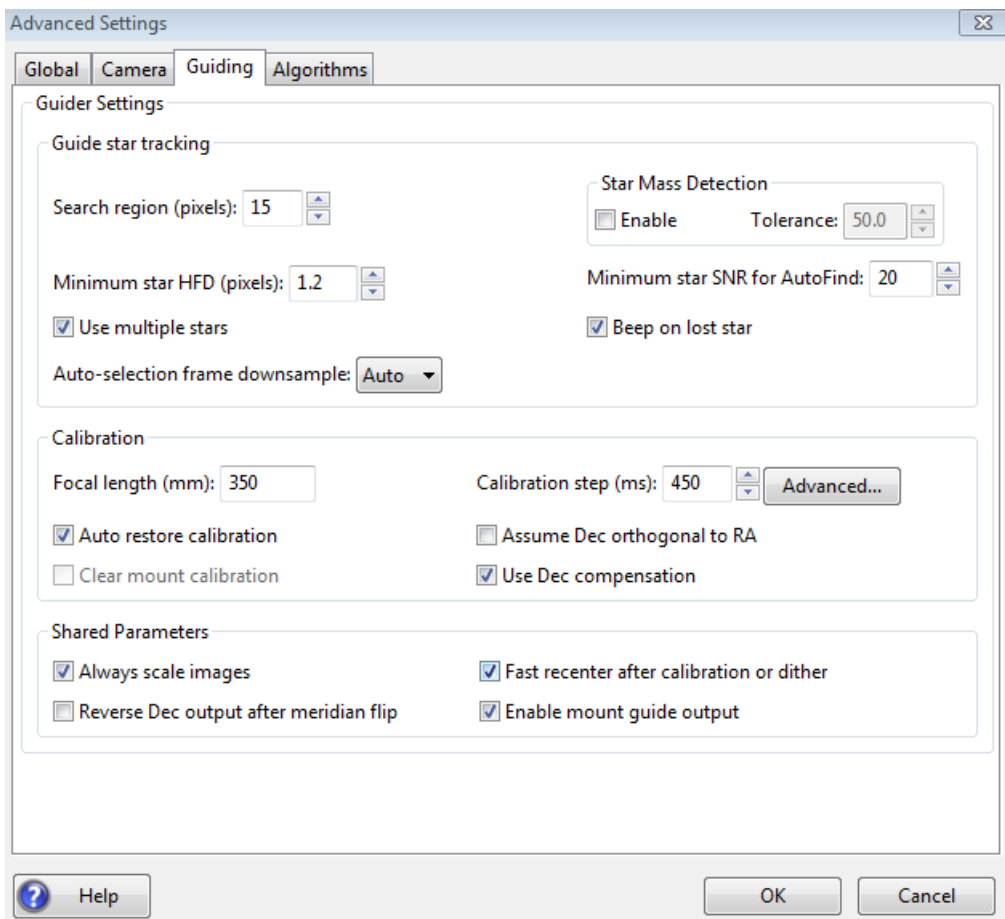 Advanced Settings
Global Camera Guiding Algorithms
Guider Settings
Guide star tracking
Search region (pixels): 15
Star Mass Detection
Enable Tolerance: 50.0
Minimum star HFD (pixels): 1.2
Minimum star SNR for AutoFind: 20
Use multiple stars
Beep on lost star
Auto-selection frame downsample: Auto
Calibration
Focal length (mm): 350
Calibration step (ms): 450 Advanced...
Auto restore calibration
Assume Dec orthogonal to RA
Clear mount calibration
Use Dec compensation
Shared Parameters
Always scale images
Fast recenter after calibration or dither
Reverse Dec output after meridian flip
Enable mount guide output
? Help
OK
Cancel